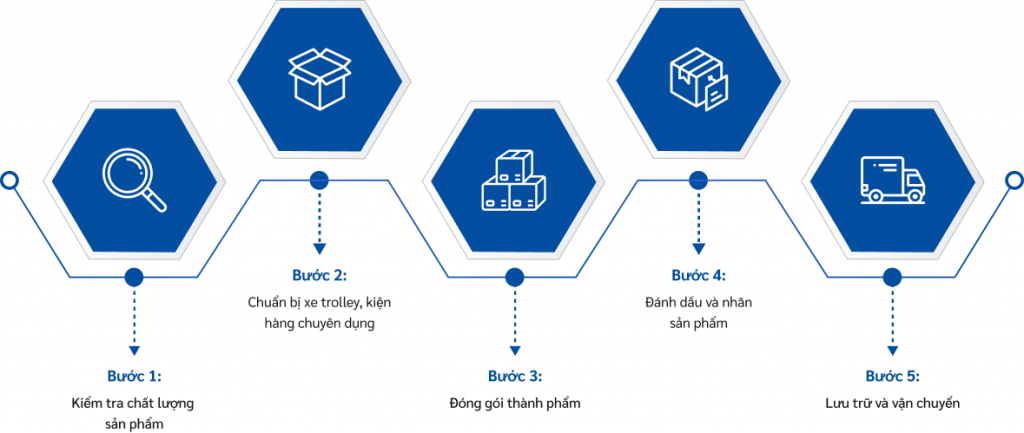 Bước 1:
Kiểm tra chất lượng
sản phẩm
Bước 2:
Chuẩn bị xe trolley, kiện
hàng chuyên dụng
Bước 3:
Đóng gói thành phẩm
Bước 4:
Đánh dấu và nhãn
sản phẩm
Bước 5:
Lưu trữ và vận chuyển